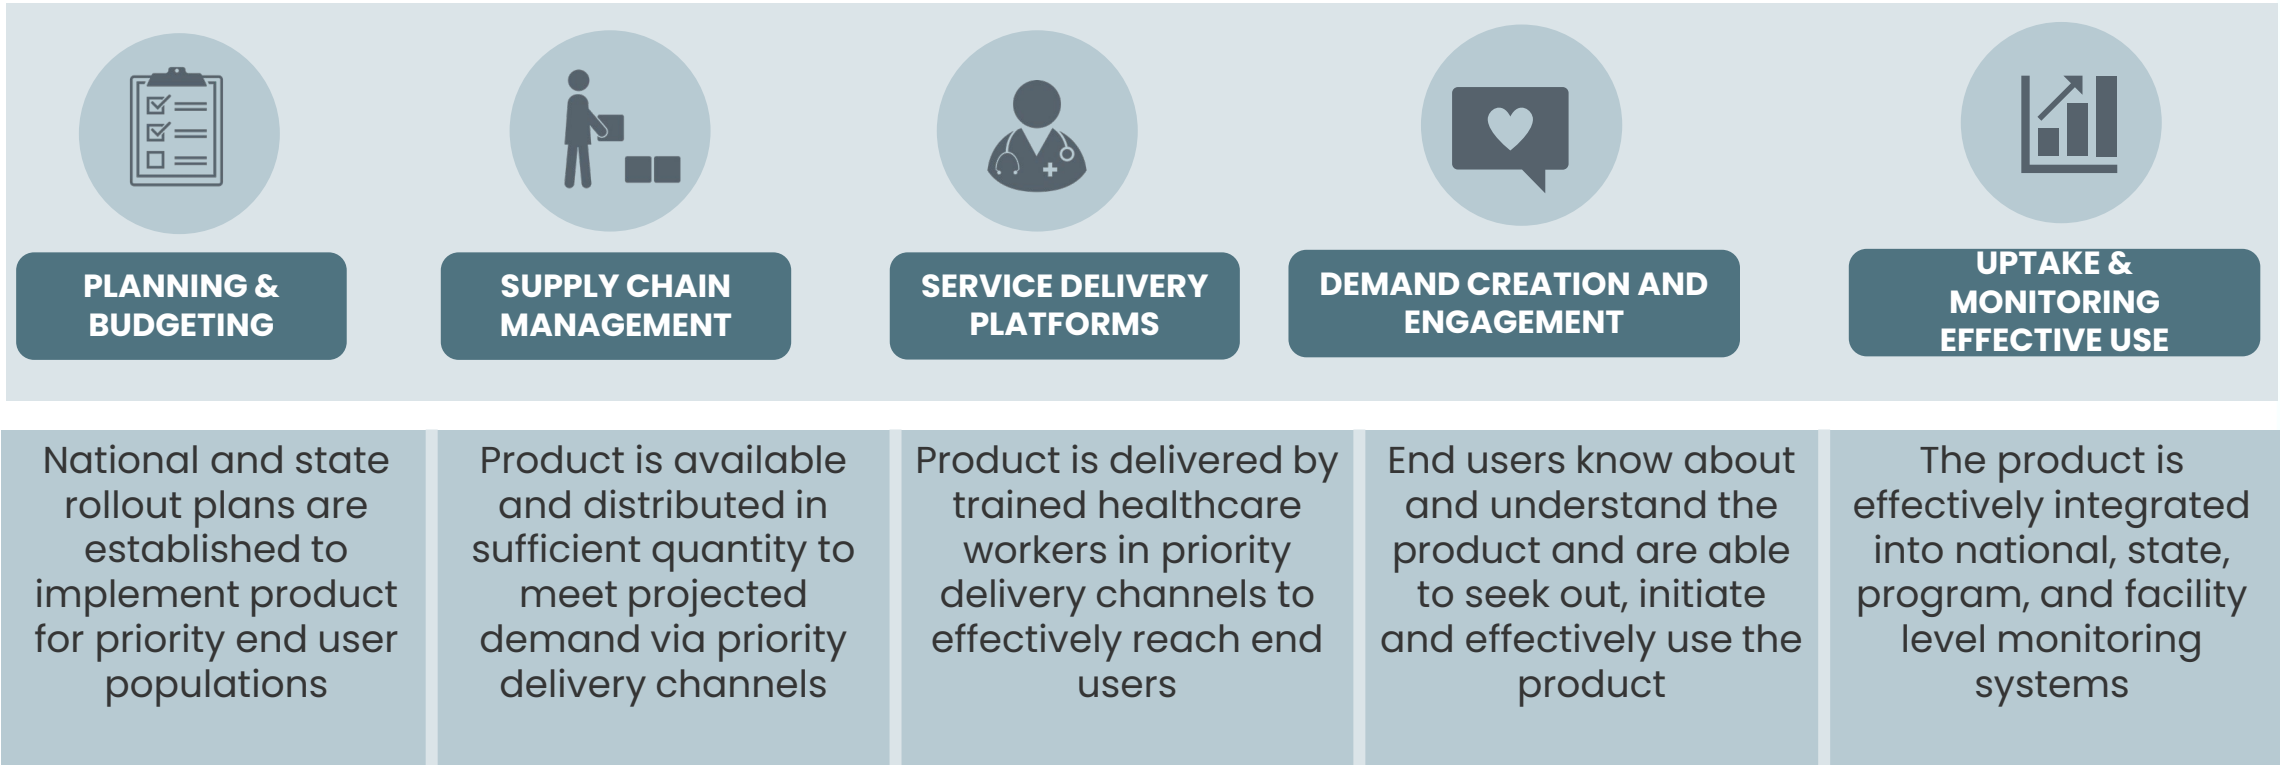 PLANNING &
BUDGETING
SUPPLY CHAIN
MANAGEMENT
SERVICE DELIVERY
PLATFORMS
DEMAND CREATION AND
ENGAGEMENT
UPTAKE &
MONITORING
EFFECTIVE USE
National and state
rollout plans are
established to
implement product
for priority end user
populations
Product is available
and distributed in
sufficient quantity to
meet projected
demand via priority
delivery channels
Product is delivered by
trained healthcare
workers in priority
delivery channels to
effectively reach end
users
End users know about
and understand the
product and are able
to seek out, initiate
and effectively use the
product
The product is
effectively integrated
into national, state,
program, and facility
level monitoring
systems